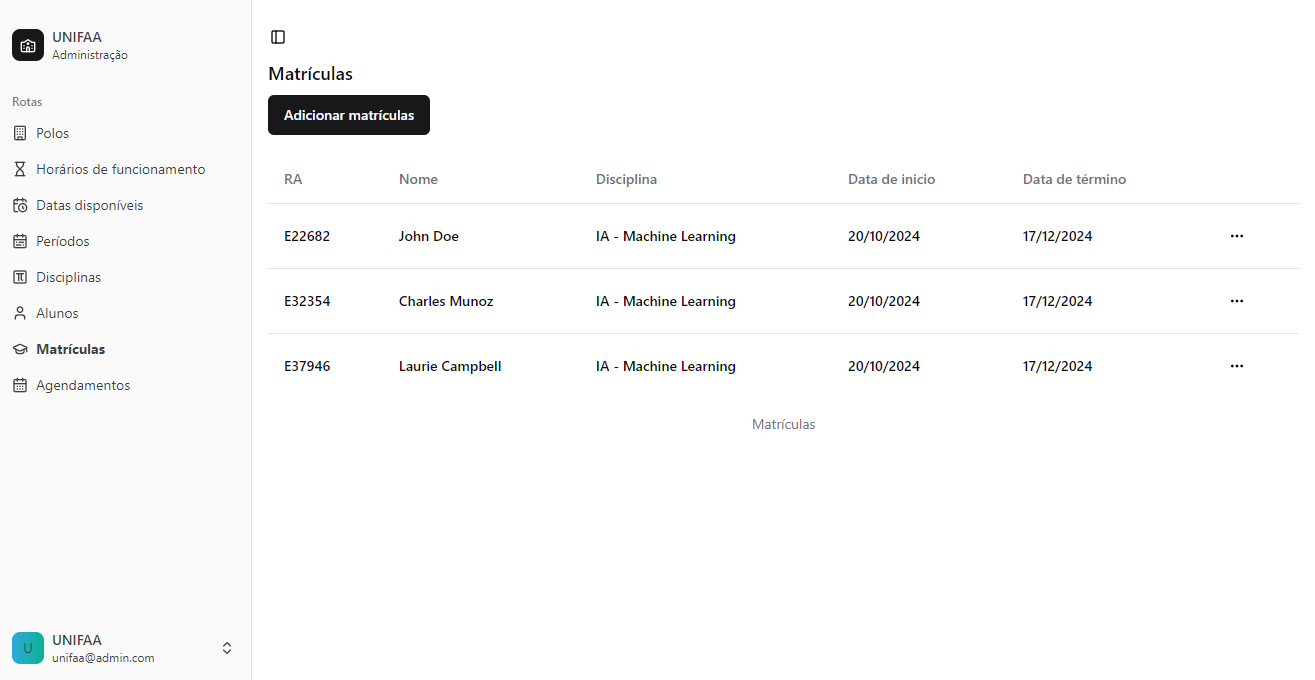 UNIFAA
Administração
Rotas
Polos
Horários de funcionamento
Datas disponíveis
Períodos
Disciplinas
Alunos
Matrículas
Agendamentos
U
UNIFAA
unifaa@admin.com
Matrículas
Adicionar matrículas
RA Nome Disciplina Data de inicio Data de término
E22682 John Doe IA - Machine Learning 20/10/2024 17/12/2024
E32354 Charles Munoz IA - Machine Learning 20/10/2024 17/12/2024
E37946 Laurie Campbell IA - Machine Learning 20/10/2024 17/12/2024
Matrículas